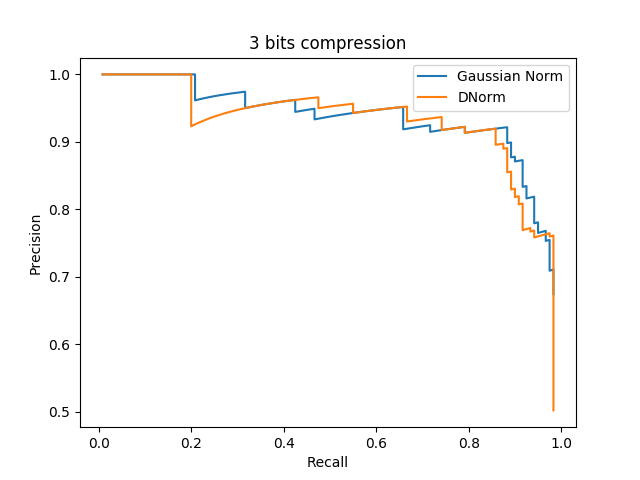 3 bits compression
Gaussian Norm
DNorm
1.0
0.9
0.8
0.7
0.6
0.5
Precision
0.0 0.2 0.4 0.6 0.8 1.0
Recall